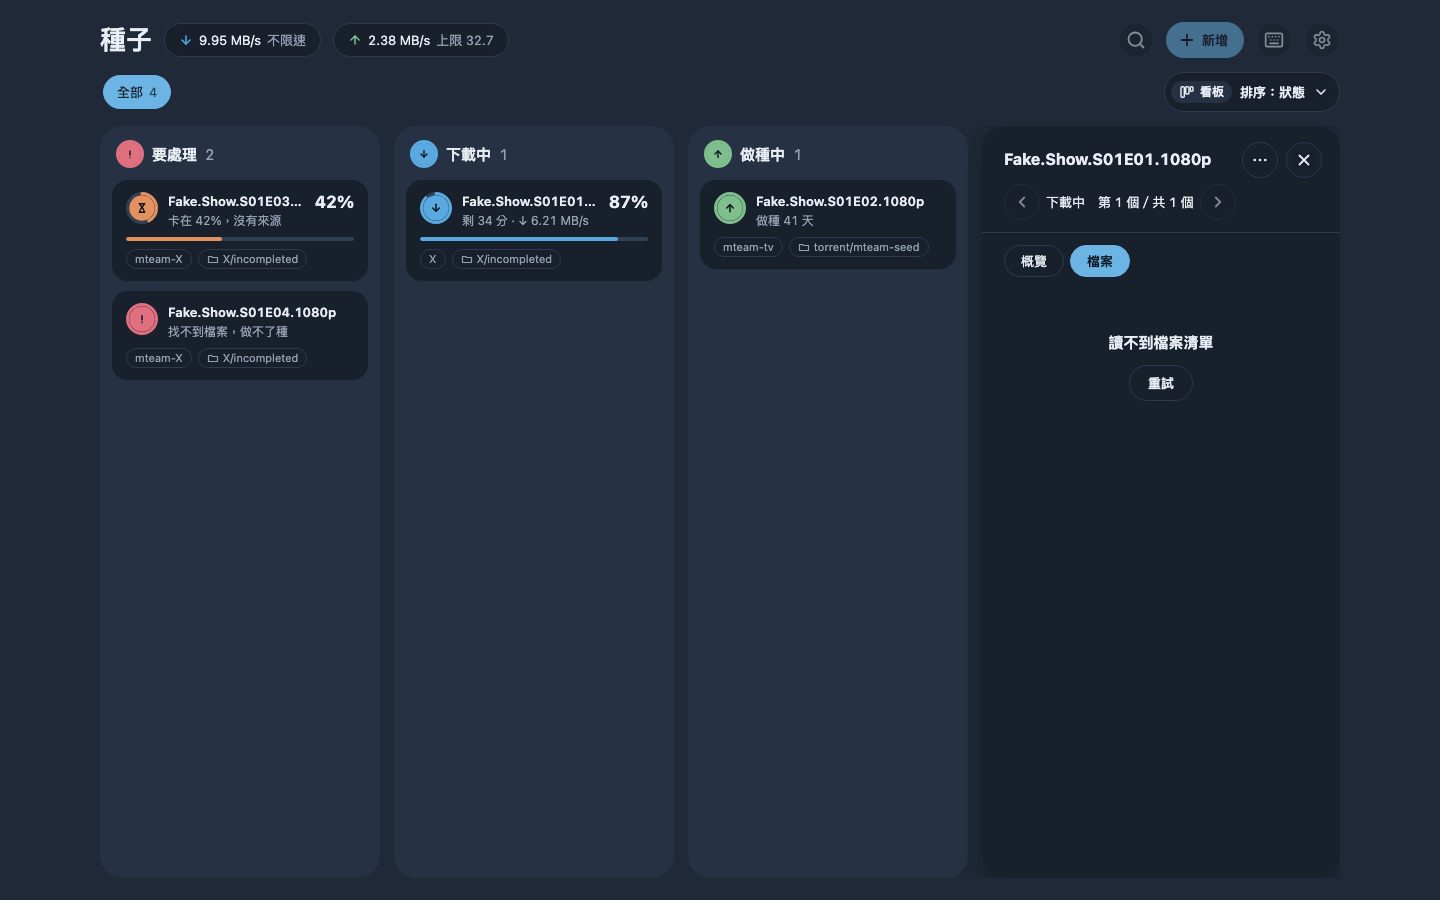 種子
9.95 MB/s 不限速
2.38 MB/s 上限 32.7
新增
全部 4
看板 排序：狀態
要處理 2
Fake.Show.S01E03... 42%
卡在 42%，沒有來源
mteam-X X/incompleted
Fake.Show.S01E04.1080p
找不到檔案，做不了種
mteam-X X/incompleted
下載中 1
Fake.Show.S01E01... 87%
剩 34 分 · ↓ 6.21 MB/s
X X/incompleted
做種中 1
Fake.Show.S01E02.1080p
做種 41 天
mteam-tv torrent/mteam-seed
Fake.Show.S01E01.1080p
下載中 第 1 個 / 共 1 個
概覽 檔案
讀不到檔案清單
重試